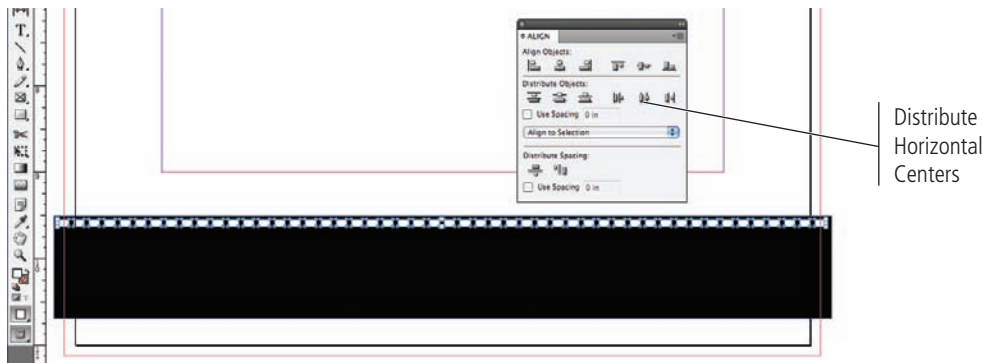 T.
ALIGN
Align Objects:
Distribute Objects:
Use Spacing 0 in
Align to Selection
Distribute Spacing:
Use Spacing 0 in
Distribute
Horizontal
Centers